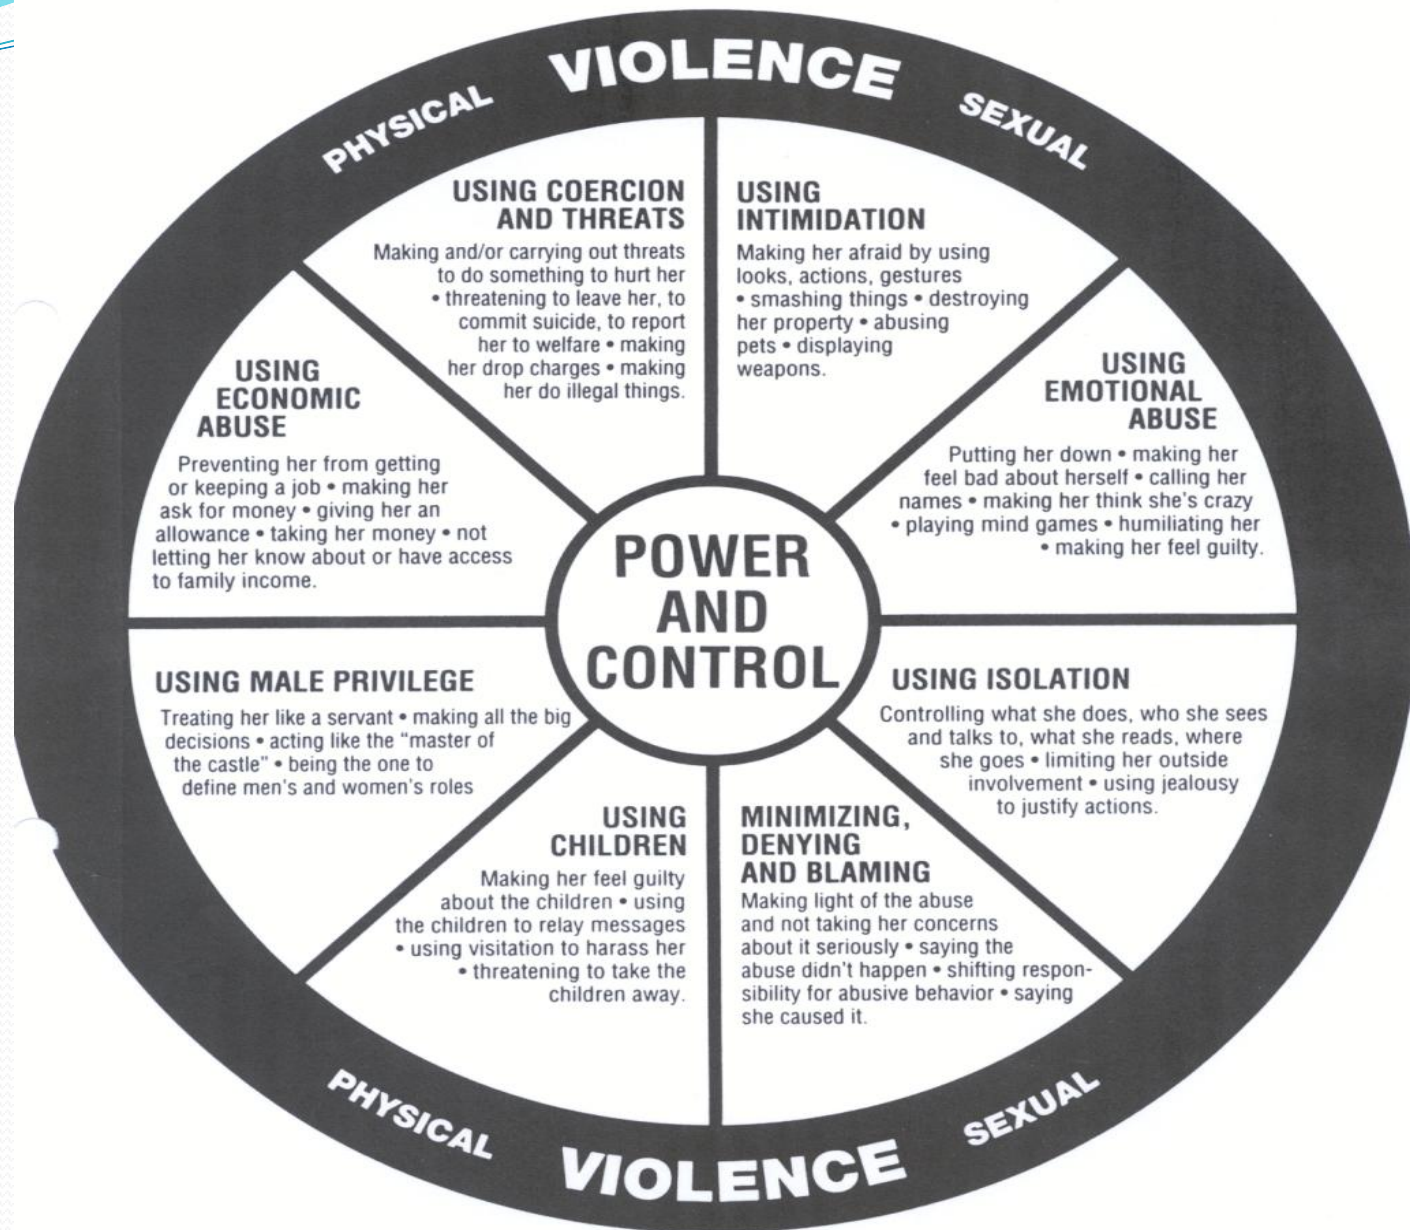 PHYSICAL VIOLENCE SEXUAL
USING COERCION
AND THREATS
Making and/or carrying out threats
to do something to hurt her
• threatening to leave her, to
commit suicide, to report
her to welfare • making
her drop charges • making
her do illegal things.
USING
INTIMIDATION
Making her afraid by using
looks, actions, gestures
• smashing things • destroying
her property • abusing
pets • displaying
weapons.
USING
EMOTIONAL
ABUSE
Putting her down • making her
feel bad about herself • calling her
names • making her think she's crazy
• playing mind games • humiliating her
• making her feel guilty.
USING ISOLATION
Controlling what she does, who she sees
and talks to, what she reads, where
she goes • limiting her outside
involvement • using jealousy
to justify actions.
MINIMIZING,
DENYING
AND BLAMING
Making light of the abuse
and not taking her concerns
about it seriously • saying the
abuse didn't happen • shifting respon-
sibility for abusive behavior • saying
she caused it.
USING
CHILDREN
Making her feel guilty
about the children • using
the children to relay messages
• using visitation to harass her
• threatening to take the
children away.
USING MALE PRIVILEGE
Treating her like a servant • making all the big
decisions • acting like the “master of
the castle" • being the one to
define men's and women's roles
USING
ECONOMIC
ABUSE
Preventing her from getting
or keeping a job • making her
ask for money • giving her an
allowance • taking her money • not
letting her know about or have access
to family income.
POWER
AND
CONTROL
PHYSICAL VIOLENCE SEXUAL